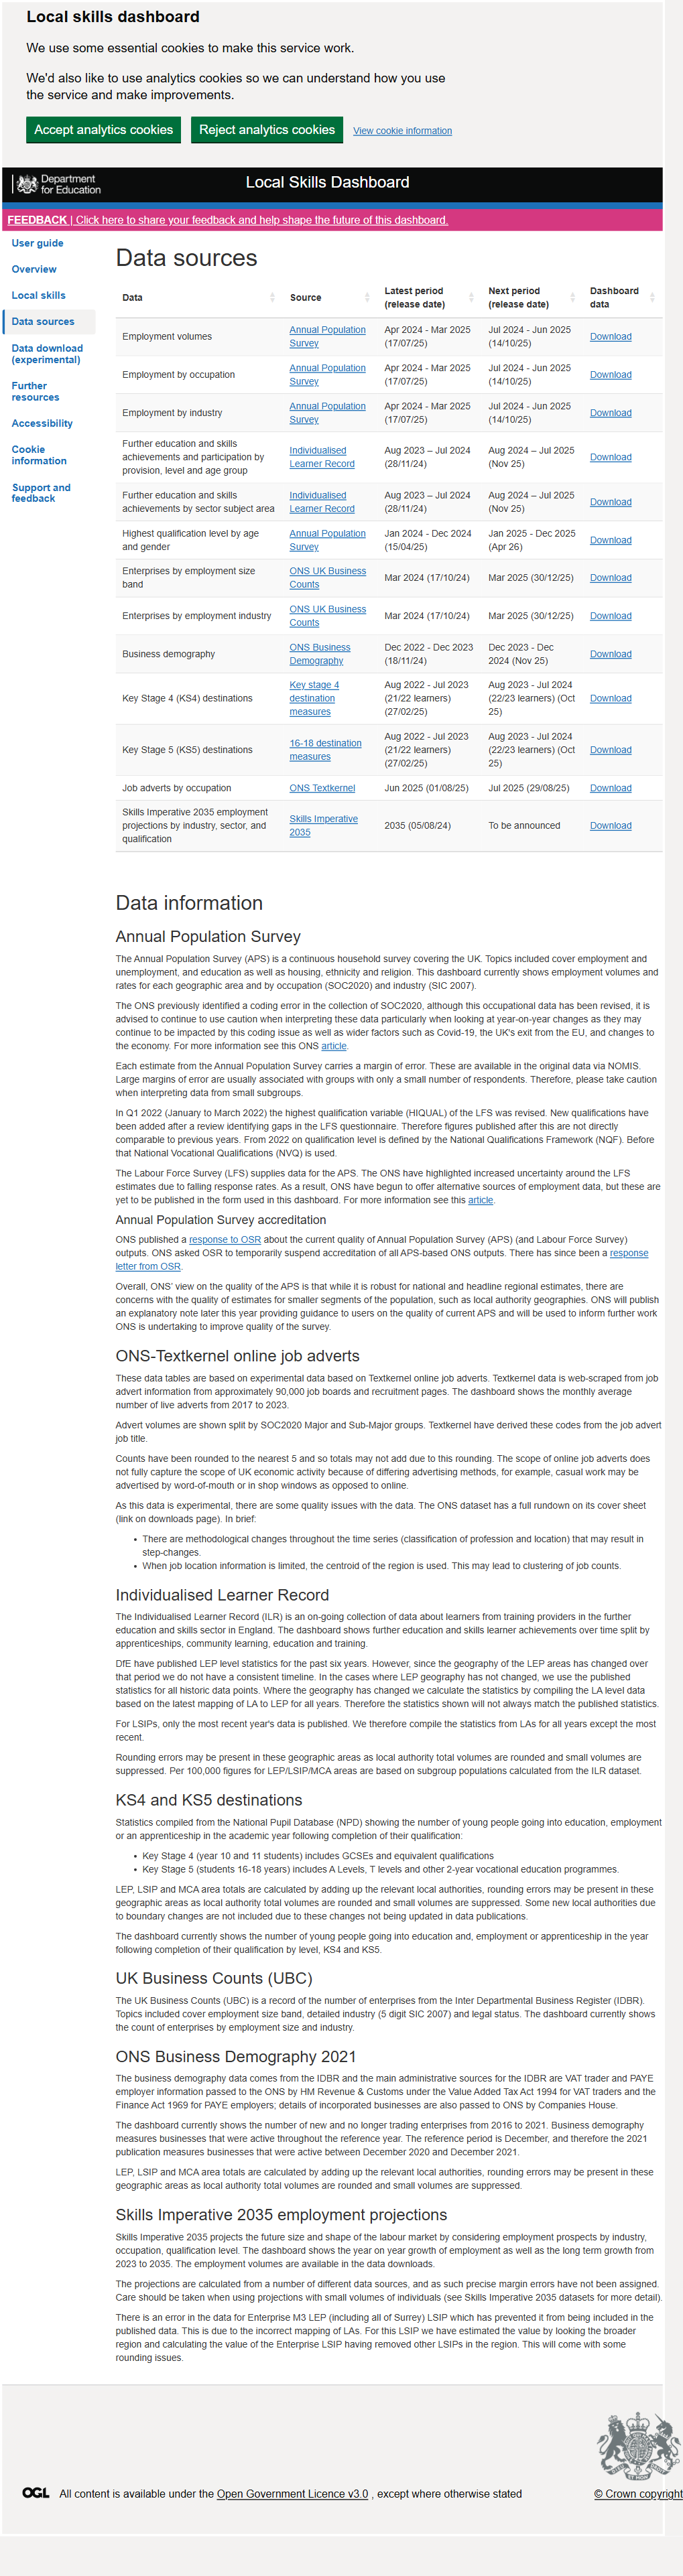 Local skills dashboard
We use some essential cookies to make this service work.
We'd also like to use analytics cookies so we can understand how you use
the service and make improvements.
Accept analytics cookies Reject analytics cookies View cookie information
Department
for Education
Local Skills Dashboard
FEEDBACK | Click here to share your feedback and help shape the future of this dashboard.
User guide
Overview
Local skills
Data sources
Data download
(experimental)
Further
resources
Accessibility
Cookie
information
Support and
feedback
Data sources
Data Source Latest period (release date) Next period (release date) Dashboard data
Employment volumes Annual Population Survey Apr 2024 - Mar 2025 (17/07/25) Jul 2024 - Jun 2025 (14/10/25) Download
Employment by occupation Annual Population Survey Apr 2024 - Mar 2025 (17/07/25) Jul 2024 - Jun 2025 (14/10/25) Download
Employment by industry Annual Population Survey Apr 2024 - Mar 2025 (17/07/25) Jul 2024 - Jun 2025 (14/10/25) Download
Further education and skills achievements and participation by provision, level and age group Individualised Learner Record Aug 2023 – Jul 2024 (28/11/24) Aug 2024 – Jul 2025 (Nov 25) Download
Further education and skills achievements by sector subject area Individualised Learner Record Aug 2023 – Jul 2024 (28/11/24) Aug 2024 – Jul 2025 (Nov 25) Download
Highest qualification level by age and gender Annual Population Survey Jan 2024 - Dec 2024 (15/04/25) Jan 2025 - Dec 2025 (Apr 26) Download
Enterprises by employment size band ONS UK Business Counts Mar 2024 (17/10/24) Mar 2025 (30/12/25) Download
Enterprises by employment industry ONS UK Business Counts Mar 2024 (17/10/24) Mar 2025 (30/12/25) Download
Business demography ONS Business Demography Dec 2022 - Dec 2023 (18/11/24) Dec 2023 - Dec 2024 (Nov 25) Download
Key Stage 4 (KS4) destinations Key stage 4 destination measures Aug 2022 - Jul 2023 (21/22 learners) (27/02/25) Aug 2023 - Jul 2024 (22/23 learners) (Oct 25) Download
Key Stage 5 (KS5) destinations 16-18 destination measures Aug 2022 - Jul 2023 (21/22 learners) (27/02/25) Aug 2023 - Jul 2024 (22/23 learners) (Oct 25) Download
Job adverts by occupation ONS Textkernel Jun 2025 (01/08/25) Jul 2025 (29/08/25) Download
Skills Imperative 2035 employment projections by industry, sector, and qualification Skills Imperative 2035 2035 (05/08/24) To be announced Download
Data information
Annual Population Survey
The Annual Population Survey (APS) is a continuous household survey covering the UK. Topics included cover employment and
unemployment, and education as well as housing, ethnicity and religion. This dashboard currently shows employment volumes and
rates for each geographic area and by occupation (SOC2020) and industry (SIC 2007).
The ONS previously identified a coding error in the collection of SOC2020, although this occupational data has been revised, it is
advised to continue to use caution when interpreting these data particularly when looking at year-on-year changes as they may
continue to be impacted by this coding issue as well as wider factors such as Covid-19, the UK's exit from the EU, and changes to
the economy. For more information see this ONS article.
Each estimate from the Annual Population Survey carries a margin of error. These are available in the original data via NOMIS.
Large margins of error are usually associated with groups with only a small number of respondents. Therefore, please take caution
when interpreting data from small subgroups.
In Q1 2022 (January to March 2022) the highest qualification variable (HIQUAL) of the LFS was revised. New qualifications have
been added after a review identifying gaps in the LFS questionnaire. Therefore figures published after this are not directly
comparable to previous years. From 2022 on qualification level is defined by the National Qualifications Framework (NQF). Before
that National Vocational Qualifications (NVQ) is used.
The Labour Force Survey (LFS) supplies data for the APS. The ONS have highlighted increased uncertainty around the LFS
estimates due to falling response rates. As a result, ONS have begun to offer alternative sources of employment data, but these are
yet to be published in the form used in this dashboard. For more information see this article.
Annual Population Survey accreditation
ONS published a response to OSR about the current quality of Annual Population Survey (APS) (and Labour Force Survey)
outputs. ONS asked OSR to temporarily suspend accreditation of all APS-based ONS outputs. There has since been a response
letter from OSR.
Overall, ONS' view on the quality of the APS is that while it is robust for national and headline regional estimates, there are
concerns with the quality of estimates for smaller segments of the population, such as local authority geographies. ONS will publish
an explanatory note later this year providing guidance to users on the quality of current APS and will be used to inform further work
ONS is undertaking to improve quality of the survey.
ONS-Textkernel online job adverts
These data tables are based on experimental data based on Textkernel online job adverts. Textkernel data is web-scraped from job
advert information from approximately 90,000 job boards and recruitment pages. The dashboard shows the monthly average
number of live adverts from 2017 to 2023.
Advert volumes are shown split by SOC2020 Major and Sub-Major groups. Textkernel have derived these codes from the job advert
job title.
Counts have been rounded to the nearest 5 and so totals may not add due to this rounding. The scope of online job adverts does
not fully capture the scope of UK economic activity because of differing advertising methods, for example, casual work may be
advertised by word-of-mouth or in shop windows as opposed to online.
As this data is experimental, there are some quality issues with the data. The ONS dataset has a full rundown on its cover sheet
(link on downloads page). In brief:
• There are methodological changes throughout the time series (classification of profession and location) that may result in
step-changes.
• When job location information is limited, the centroid of the region is used. This may lead to clustering of job counts.
Individualised Learner Record
The Individualised Learner Record (ILR) is an on-going collection of data about learners from training providers in the further
education and skills sector in England. The dashboard shows further education and skills learner achievements over time split by
apprenticeships, community learning, education and training.
DfE have published LEP level statistics for the past six years. However, since the geography of the LEP areas has changed over
that period we do not have a consistent timeline. In the cases where LEP geography has not changed, we use the published
statistics for all historic data points. Where the geography has changed we calculate the statistics by compiling the LA level data
based on the latest mapping of LA to LEP for all years. Therefore the statistics shown will not always match the published statistics.
For LSIPs, only the most recent year's data is published. We therefore compile the statistics from LAs for all years except the most
recent.
Rounding errors may be present in these geographic areas as local authority total volumes are rounded and small volumes are
suppressed. Per 100,000 figures for LEP/LSIP/MCA areas are based on subgroup populations calculated from the ILR dataset.
KS4 and KS5 destinations
Statistics compiled from the National Pupil Database (NPD) showing the number of young people going into education, employment
or an apprenticeship in the academic year following completion of their qualification:
• Key Stage 4 (year 10 and 11 students) includes GCSEs and equivalent qualifications
• Key Stage 5 (students 16-18 years) includes A Levels, T levels and other 2-year vocational education programmes.
LEP, LSIP and MCA area totals are calculated by adding up the relevant local authorities, rounding errors may be present in these
geographic areas as local authority total volumes are rounded and small volumes are suppressed. Some new local authorities due
to boundary changes are not included due to these changes not being updated in data publications.
The dashboard currently shows the number of young people going into education and, employment or apprenticeship in the year
following completion of their qualification by level, KS4 and KS5.
UK Business Counts (UBC)
The UK Business Counts (UBC) is a record of the number of enterprises from the Inter Departmental Business Register (IDBR).
Topics included cover employment size band, detailed industry (5 digit SIC 2007) and legal status. The dashboard currently shows
the count of enterprises by employment size and industry.
ONS Business Demography 2021
The business demography data comes from the IDBR and the main administrative sources for the IDBR are VAT trader and PAYE
employer information passed to the ONS by HM Revenue & Customs under the Value Added Tax Act 1994 for VAT traders and the
Finance Act 1969 for PAYE employers; details of incorporated businesses are also passed to ONS by Companies House.
The dashboard currently shows the number of new and no longer trading enterprises from 2016 to 2021. Business demography
measures businesses that were active throughout the reference year. The reference period is December, and therefore the 2021
publication measures businesses that were active between December 2020 and December 2021.
LEP, LSIP and MCA area totals are calculated by adding up the relevant local authorities, rounding errors may be present in these
geographic areas as local authority total volumes are rounded and small volumes are suppressed.
Skills Imperative 2035 employment projections
Skills Imperative 2035 projects the future size and shape of the labour market by considering employment prospects by industry,
occupation, qualification level. The dashboard shows the year on year growth of employment as well as the long term growth from
2023 to 2035. The employment volumes are available in the data downloads.
The projections are calculated from a number of different data sources, and as such precise margin errors have not been assigned.
Care should be taken when using projections with small volumes of individuals (see Skills Imperative 2035 datasets for more detail).
There is an error in the data for Enterprise M3 LEP (including all of Surrey) LSIP which has prevented it from being included in the
published data. This is due to the incorrect mapping of LAs. For this LSIP we have estimated the value by looking the broader
region and calculating the value of the Enterprise LSIP having removed other LSIPs in the region. This will come with some
rounding issues.
OGL All content is available under the Open Government Licence v3.0 , except where otherwise stated
© Crown copyright